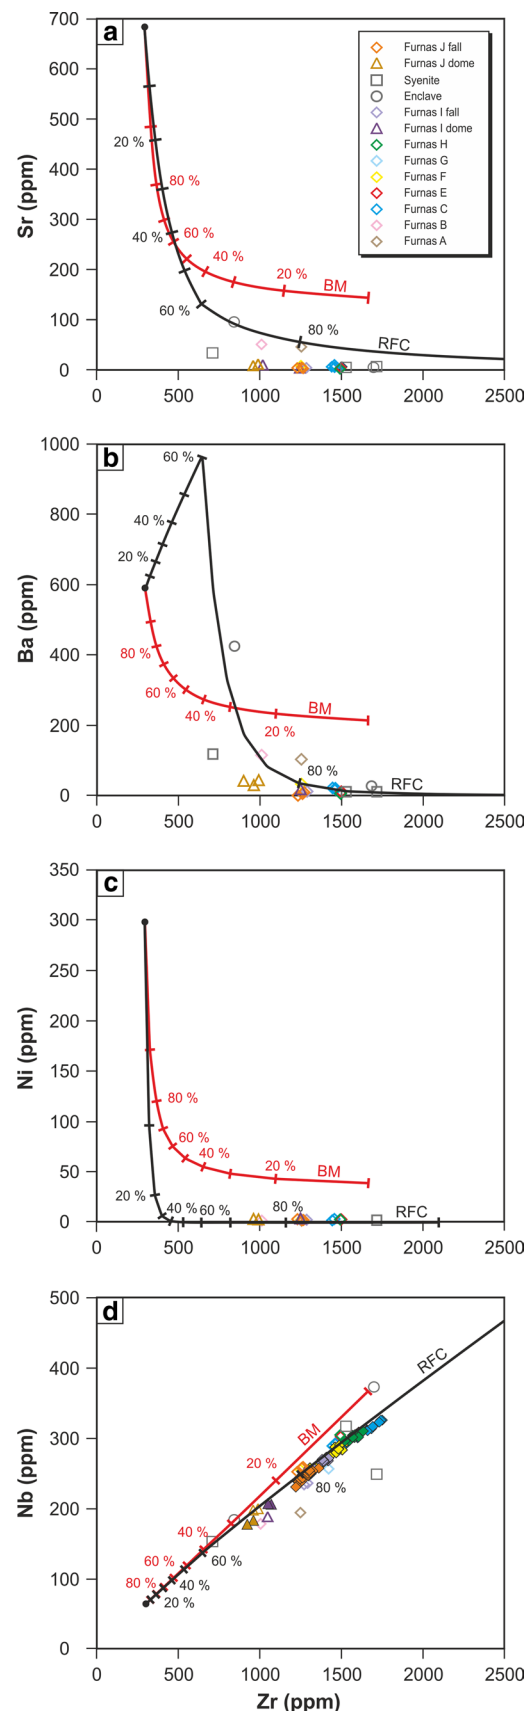 a
700
600
500
400
300
200
100
0
Sr (ppm)
Furnas J fall
Furnas J dome
Syenite
Enclave
Furnas I fall
Furnas I dome
Furnas H
Furnas G
Furnas F
Furnas E
Furnas C
Furnas B
Furnas A
20 %
80 %
60 %
40 %
40 %
20 %
BM
60 %
80 %
RFC
0 500 1000 1500 2000 2500
b
1000
800
600
400
200
0
Ba (ppm)
60 %
40 %
20 %
80 %
60 %
40 %
BM
20 %
80 %
RFC
0 500 1000 1500 2000 2500
c
350
300
250
200
150
100
50
0
Ni (ppm)
80 %
60 %
40 %
20 %
BM
20 %
40 %
60 %
80 %
RFC
0 500 1000 1500 2000 2500
d
500
400
300
200
100
0
Nb (ppm)
RFC
BM
20 %
80 %
40 %
60 %
60 %
80 %
40 %
20 %
0 500 1000 1500 2000 2500
Zr (ppm)